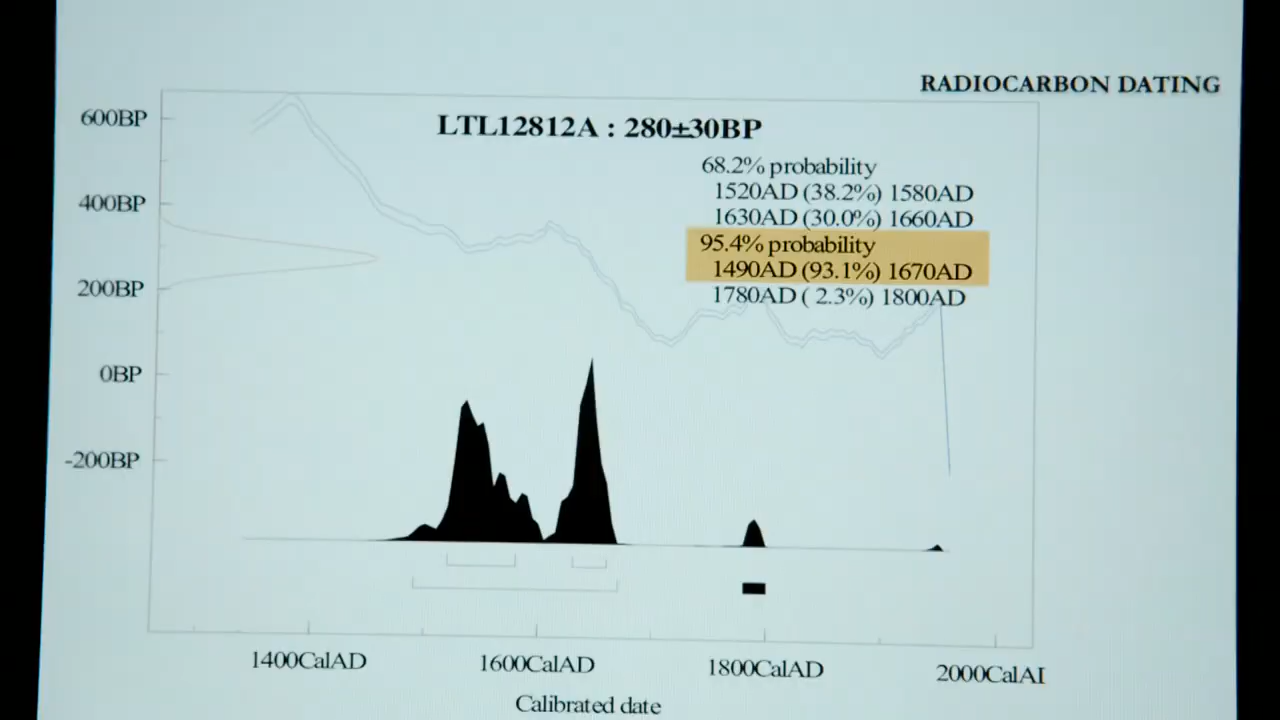 RADIOCARBON DATING
LTL12812A : 280±30BP
68.2% probability
1520AD (38.2%) 1580AD
1630AD (30.0%) 1660AD
95.4% probability
1490AD (93.1%) 1670AD
1780AD ( 2.3%) 1800AD
600BP
400BP
200BP
0BP
-200BP
1400CalAD
1600CalAD
1800CalAD
2000CalAI
Calibrated date